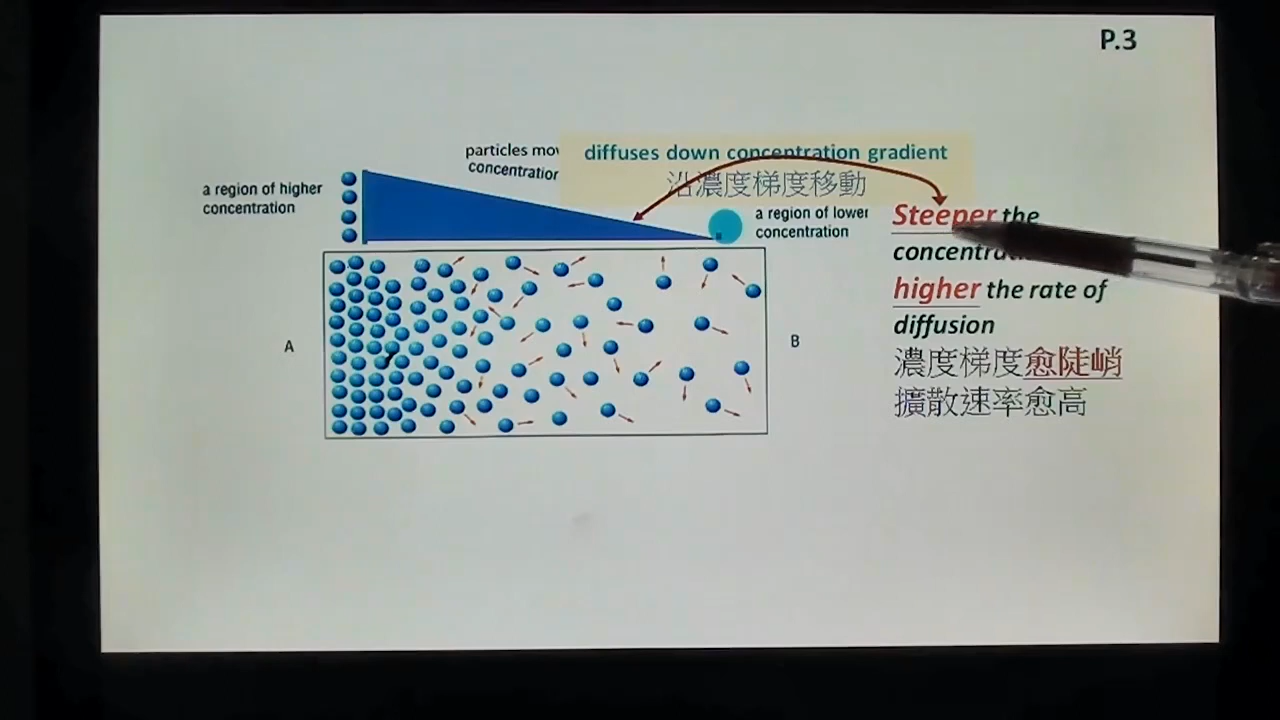 P.3
particles mov
concentration
diffuses down concentration gradient
沿濃度梯度移動
a region of higher
concentration
a region of lower
concentration
Steeper the
higher the rate of
diffusion
濃度梯度愈陡峭
擴散速率愈高
A
B